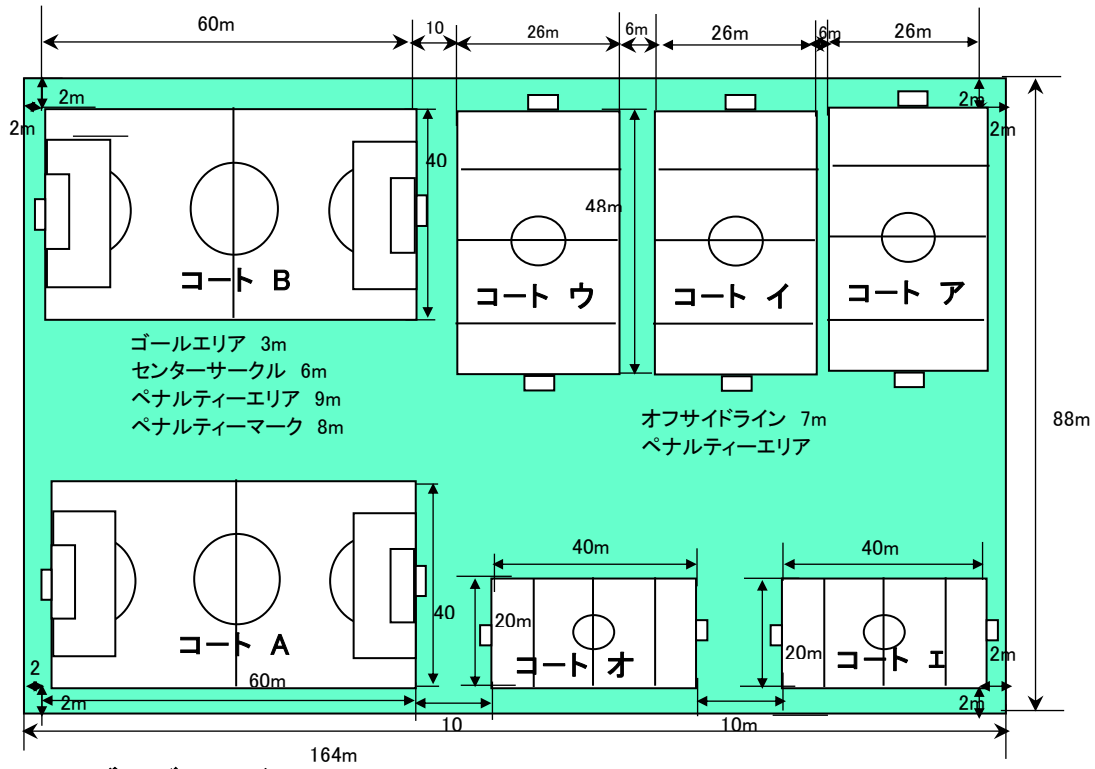 60m
10
26m
6m
26m
6m
26m
2m
2m
2m
2m
40
48m
コート B
コート ウ
コート イ
コート ア
ゴールエリア 3m
センターサークル 6m
ペナルティーエリア 9m
ペナルティーマーク 8m
オフサイドライン 7m
ペナルティーエリア
88m
40m
40m
40
20m
20m
コート A
コート オ
コート エ
2
60m
2m
2m
2m
10
10m
164m